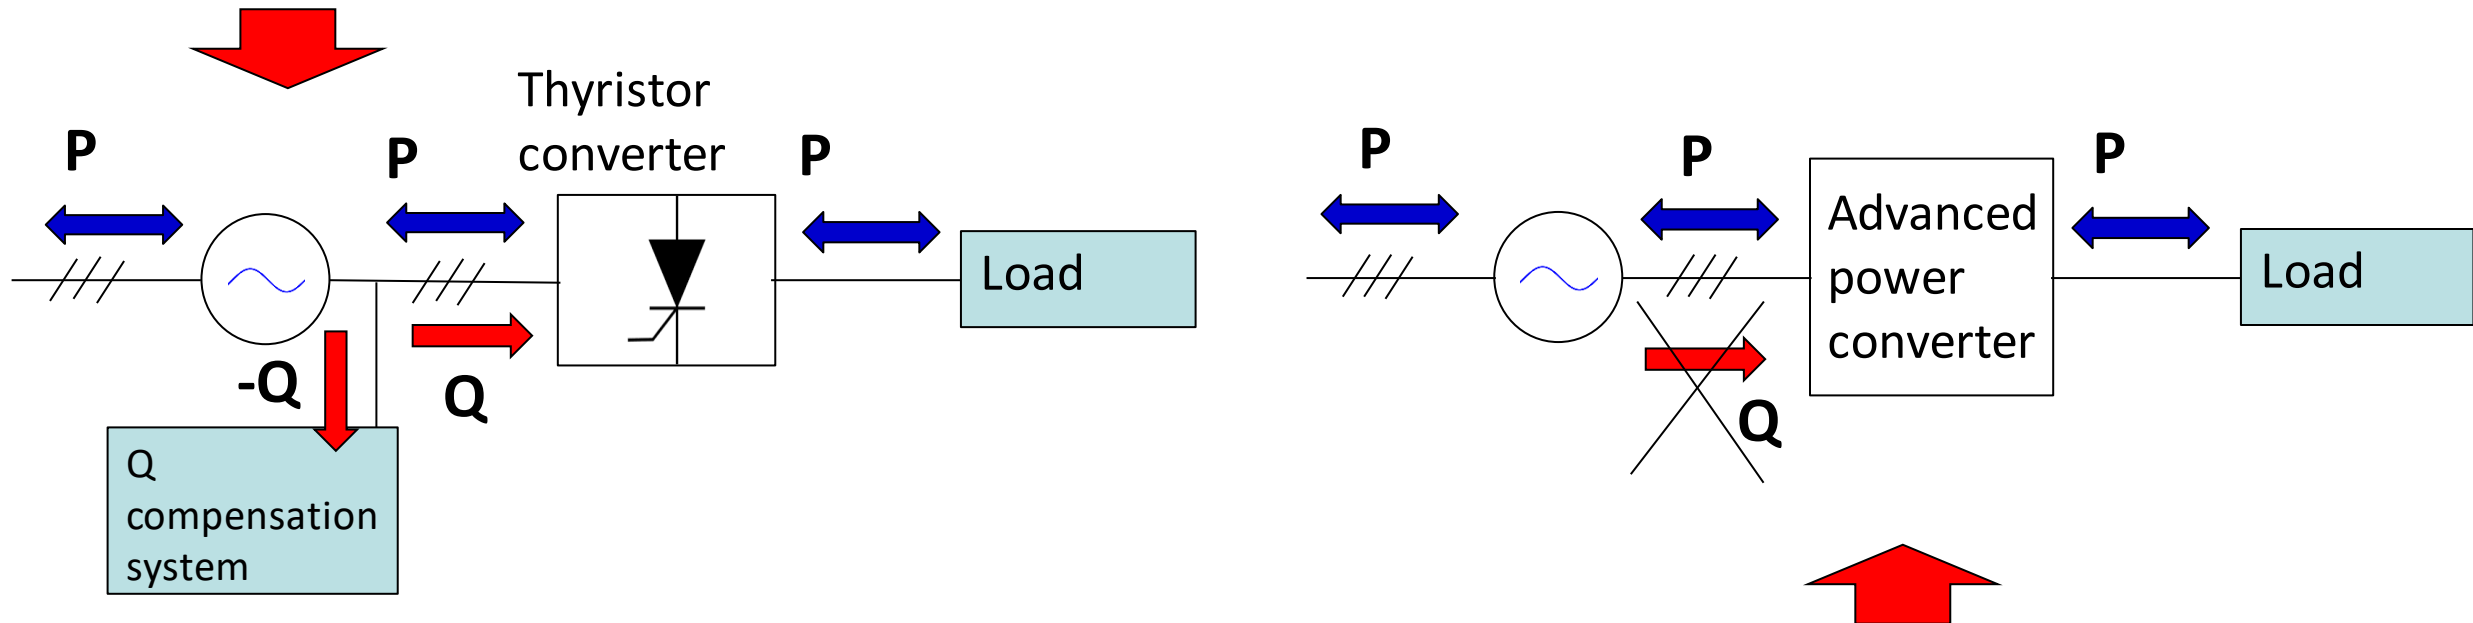 P
P
Thyristor
converter
P
Load
-Q
Q
Q
compensation
system
P
P
Advanced
power
converter
P
Load
Q